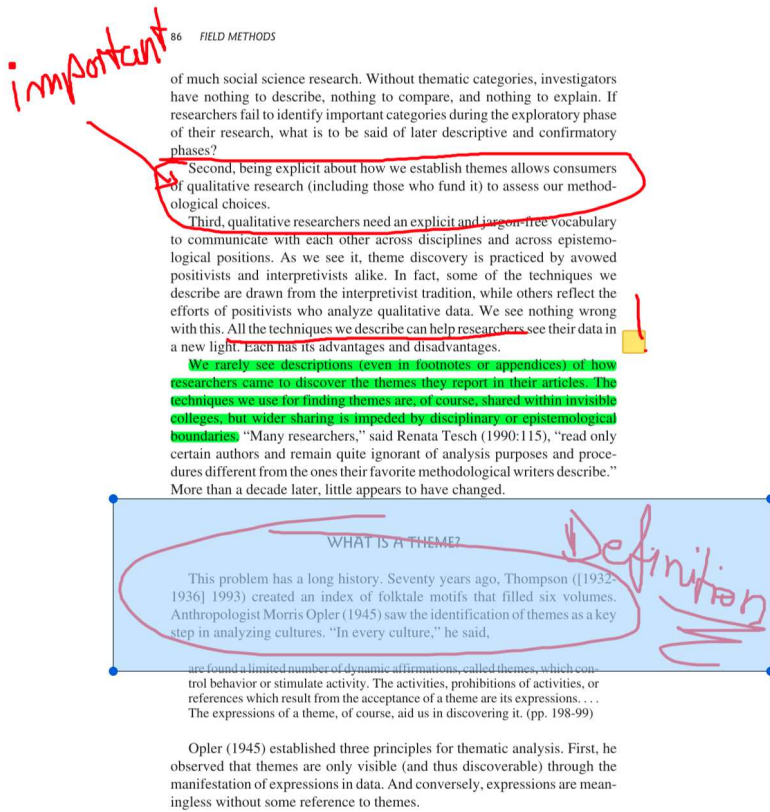 important
86 FIELD METHODS
of much social science research. Without thematic categories, investigators
have nothing to describe, nothing to compare, and nothing to explain. If
researchers fail to identify important categories during the exploratory phase
of their research, what is to be said of later descriptive and confirmatory
phases?
Second, being explicit about how we establish themes allows consumers
of qualitative research (including those who fund it) to assess our method-
ological choices.
Third, qualitative researchers need an explicit and jargon-free vocabulary
to communicate with each other across disciplines and across epistemo-
logical positions. As we see it, theme discovery is practiced by avowed
positivists and interpretivists alike. In fact, some of the techniques we
describe are drawn from the interpretivist tradition, while others reflect the
efforts of positivists who analyze qualitative data. We see nothing wrong
with this. All the techniques we describe can help researchers see their data in
a new light. Each has its advantages and disadvantages.
!
We rarely see descriptions (even in footnotes or appendices) of how
researchers came to discover the themes they report in their articles. The
techniques we use for finding themes are, of course, shared within invisible
colleges, but wider sharing is impeded by disciplinary or epistemological
boundaries. “Many researchers,” said Renata Tesch (1990:115), “read only
certain authors and remain quite ignorant of analysis purposes and proce-
dures different from the ones their favorite methodological writers describe.”
More than a decade later, little appears to have changed.
WHAT IS A THEME?
Definition
This problem has a long history. Seventy years ago, Thompson ([1932-
1936] 1993) created an index of folktale motifs that filled six volumes.
Anthropologist Morris Opler (1945) saw the identification of themes as a key
step in analyzing cultures. “In every culture,” he said,
are found a limited number of dynamic affirmations, called themes, which con-
trol behavior or stimulate activity. The activities, prohibitions of activities, or
references which result from the acceptance of a theme are its expressions. . . .
The expressions of a theme, of course, aid us in discovering it. (pp. 198-99)
Opler (1945) established three principles for thematic analysis. First, he
observed that themes are only visible (and thus discoverable) through the
manifestation of expressions in data. And conversely, expressions are mean-
ingless without some reference to themes.